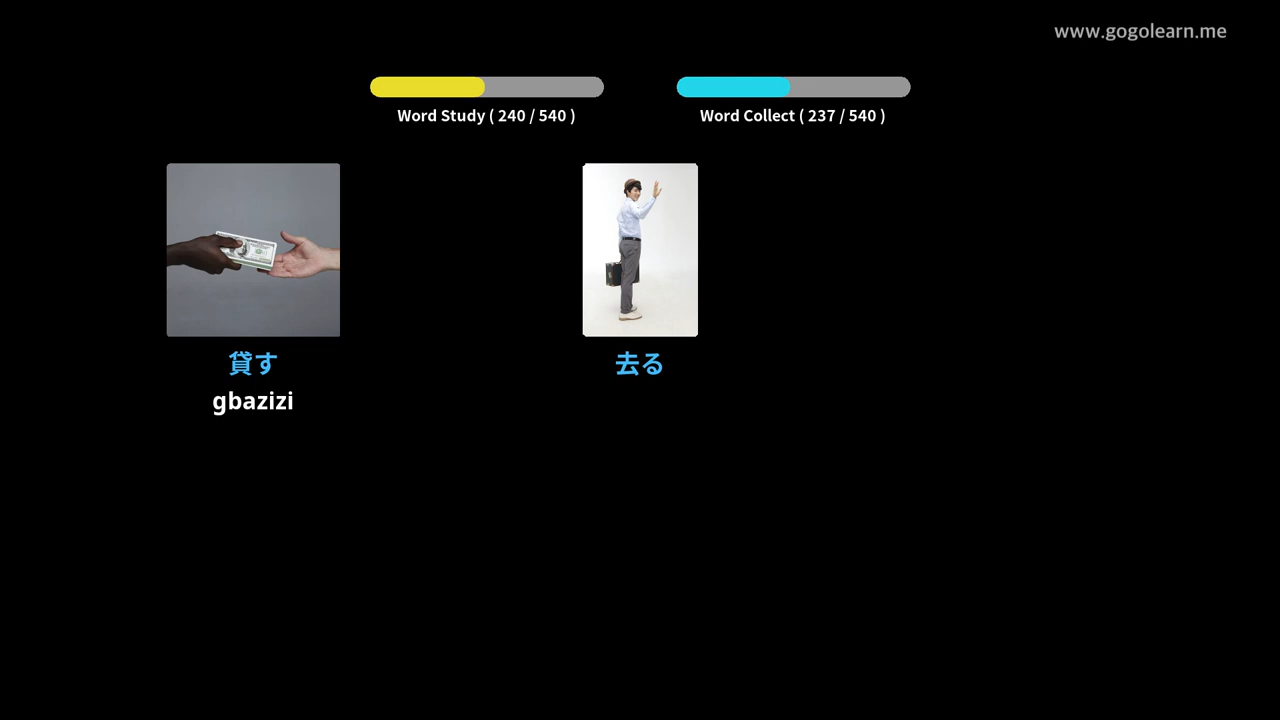 www.gogolearn.me
Word Study ( 240 / 540 )
Word Collect ( 237 / 540 )
貸す
去る
gbazizi